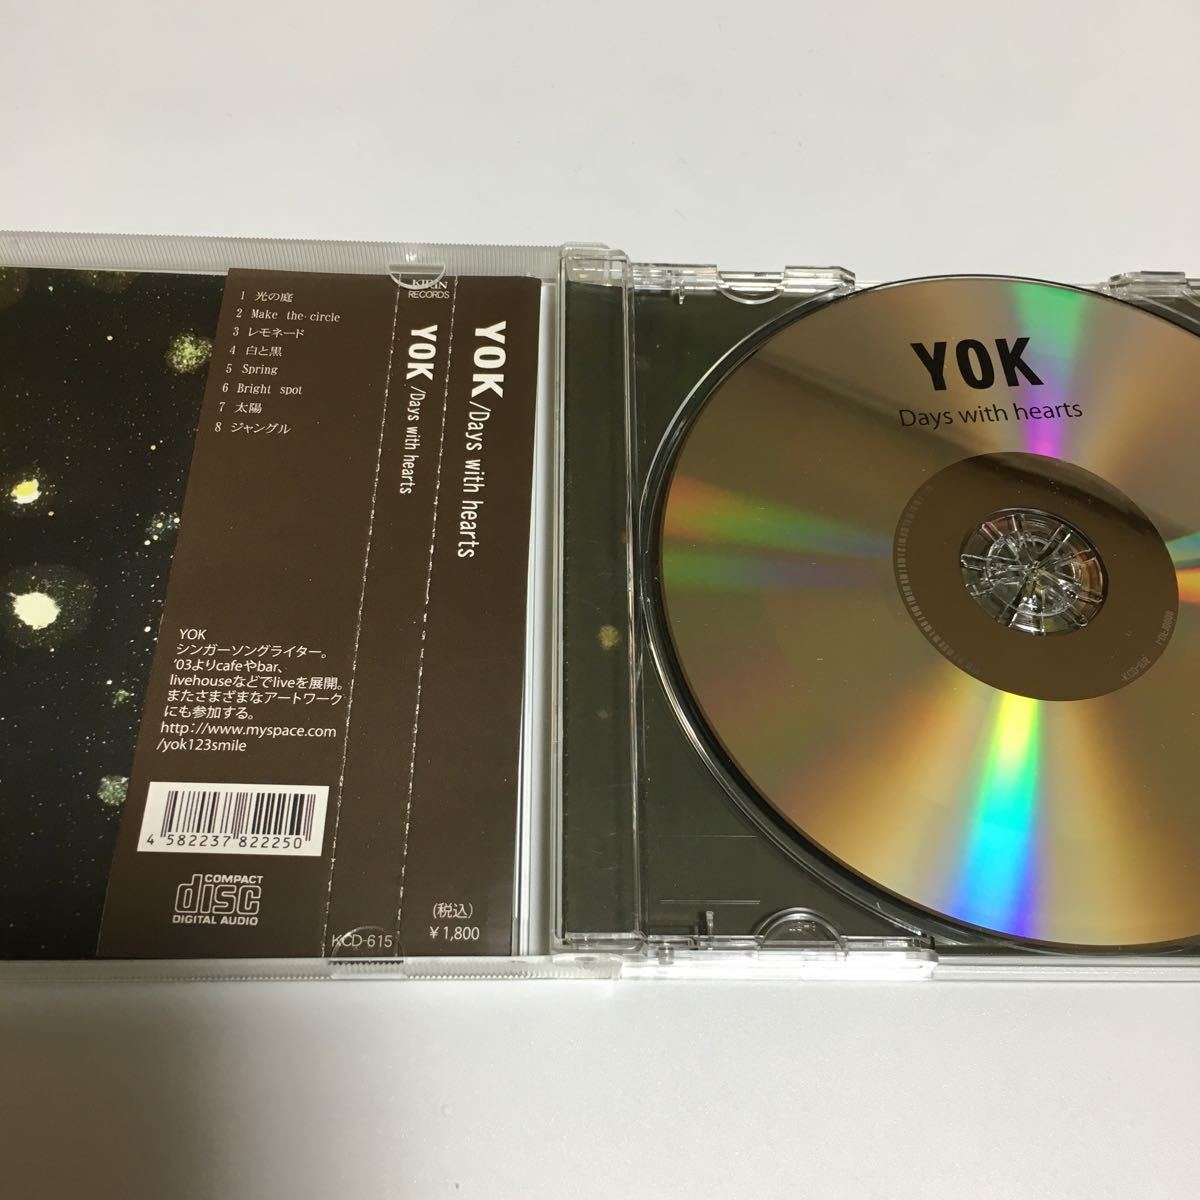 1 光の庭
2 Make the circle
3 レモネード
4 白と黒
5 Spring
6 Bright spot
7 太陽
8 ジャングル
YOK
シンガーソングライター。
'03よりcafeやbar、
livehouseなどでliveを展開。
またさまざまなアートワーク
にも参加する。
http://www.myspace.com
/yok123smile
4 582237 822250
COMPACT
disc
DIGITAL AUDIO
KIRIN
RECORDS
YOK/Days with hearts
KCD-615
YOK/Days with hearts
(税込)
¥1,800
YOK
Days with hearts